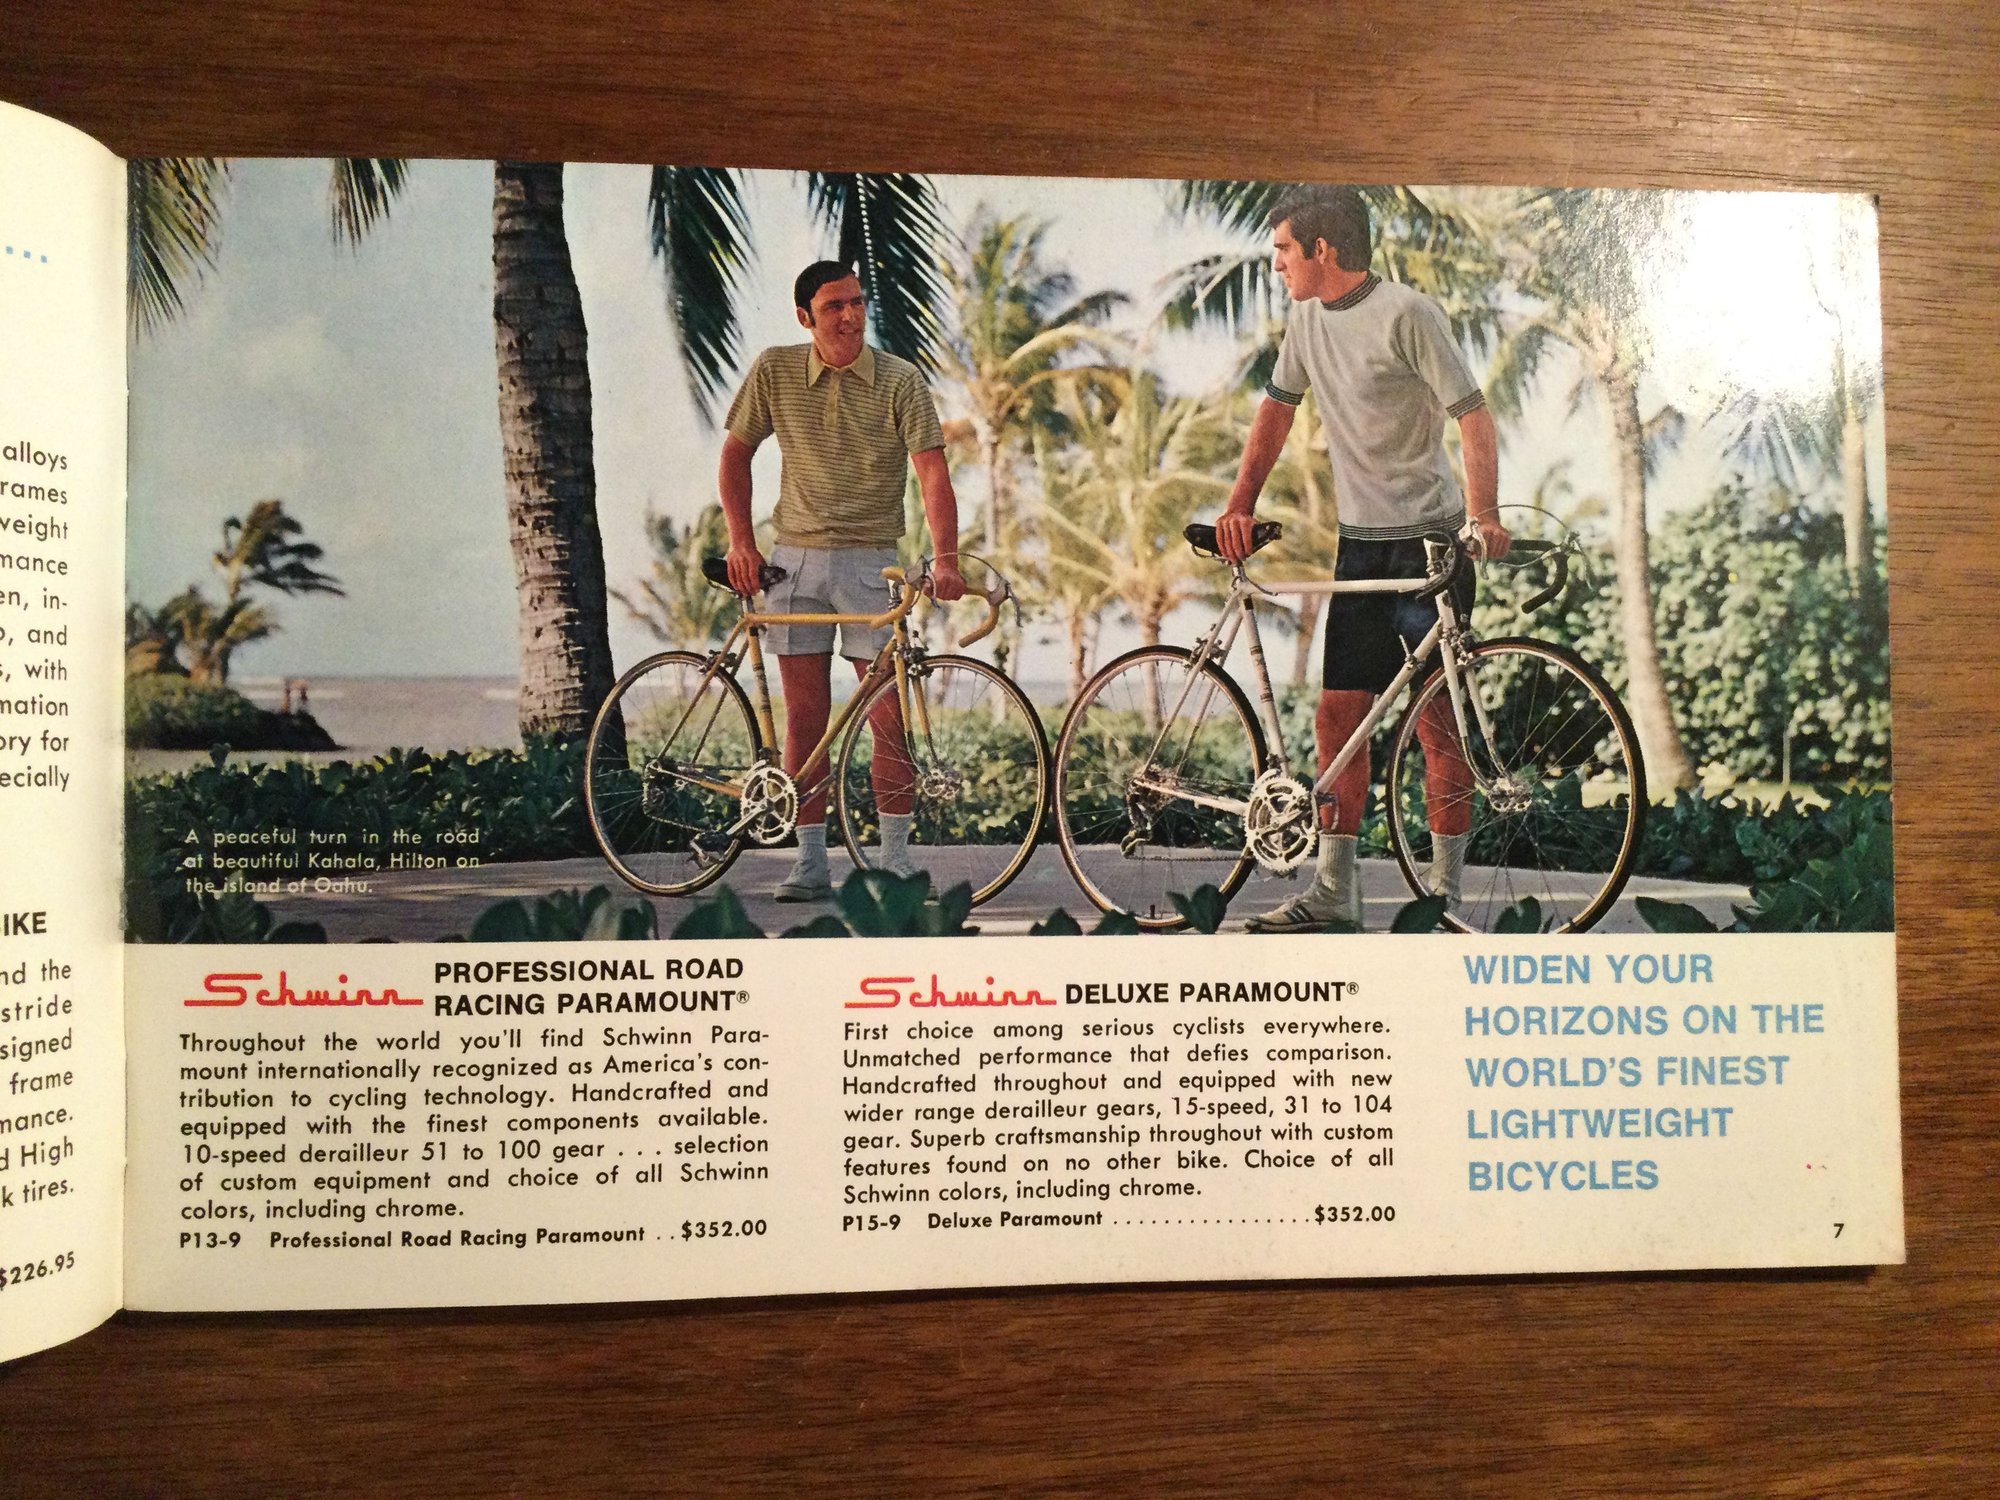 alloys
rames
weight
mance
en, in-
, and
, with
mation
ory for
ecially
IKE
nd the
stride
signed
frame
mance.
d High
k tires.
$226.95
A peaceful turn in the road
at beautiful Kahala, Hilton on
the island of Oahu.
Schwinn PROFESSIONAL ROAD
RACING PARAMOUNT®
Throughout the world you'll find Schwinn Para-
mount internationally recognized as America's con-
tribution to cycling technology. Handcrafted and
equipped with the finest components available.
10-speed derailleur 51 to 100 gear . . . selection
of custom equipment and choice of all Schwinn
colors, including chrome.
P13-9 Professional Road Racing Paramount . . $352.00
Schwinn DELUXE PARAMOUNT®
First choice among serious cyclists everywhere.
Unmatched performance that defies comparison.
Handcrafted throughout and equipped with new
wider range derailleur gears, 15-speed, 31 to 104
gear. Superb craftsmanship throughout with custom
features found on no other bike. Choice of all
Schwinn colors, including chrome.
P15-9 Deluxe Paramount . . . . . . . . . . . . . . . . $352.00
WIDEN YOUR
HORIZONS ON THE
WORLD'S FINEST
LIGHTWEIGHT
BICYCLES
7